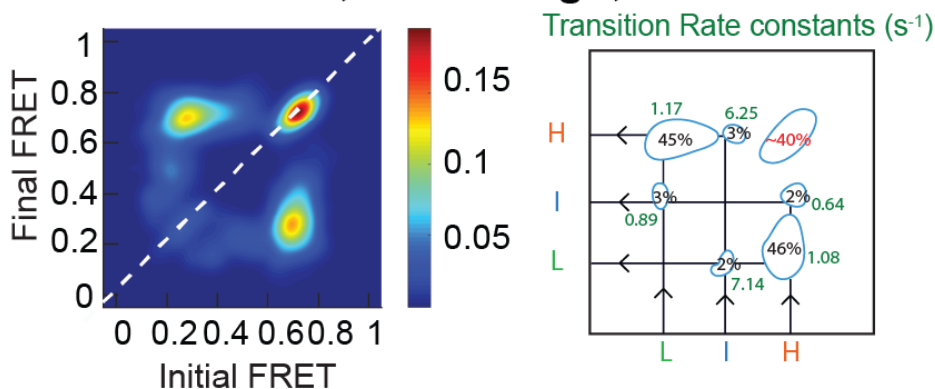 Transition Rate constants (s⁻¹)
Final FRET
1
0.8
0.6
0.4
0.2
0
0 0.2 0.4 0.6 0.8 1
Initial FRET
0.15
0.1
0.05
H
I
L
1.17
6.25
45%
3%
~40%
3%
0.89
2%
0.64
46%
1.08
2%
7.14
L I H